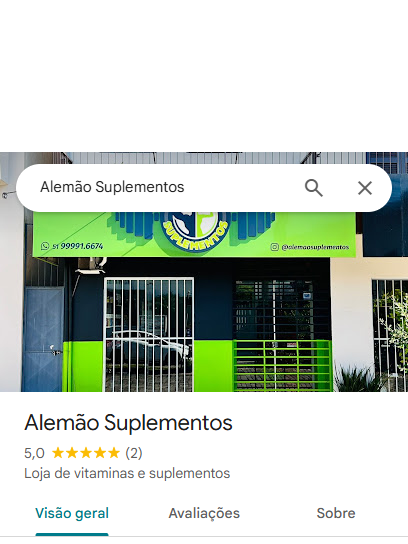 Alemão Suplementos
SUPLEMENTOS
51 99991.6674
@alemaosuplementos
Alemão Suplementos
5,0 (2)
Loja de vitaminas e suplementos
Visão geral Avaliações Sobre